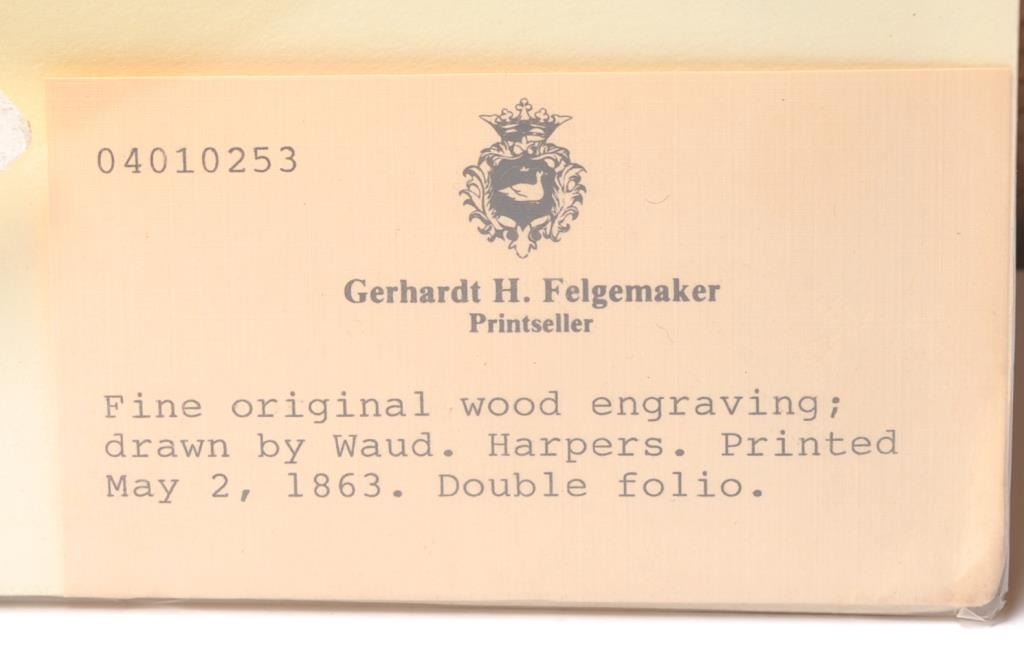 04010253
Gerhardt H. Felgemaker
Printseller
Fine original wood engraving;
drawn by Waud. Harpers. Printed
May 2, 1863. Double folio.